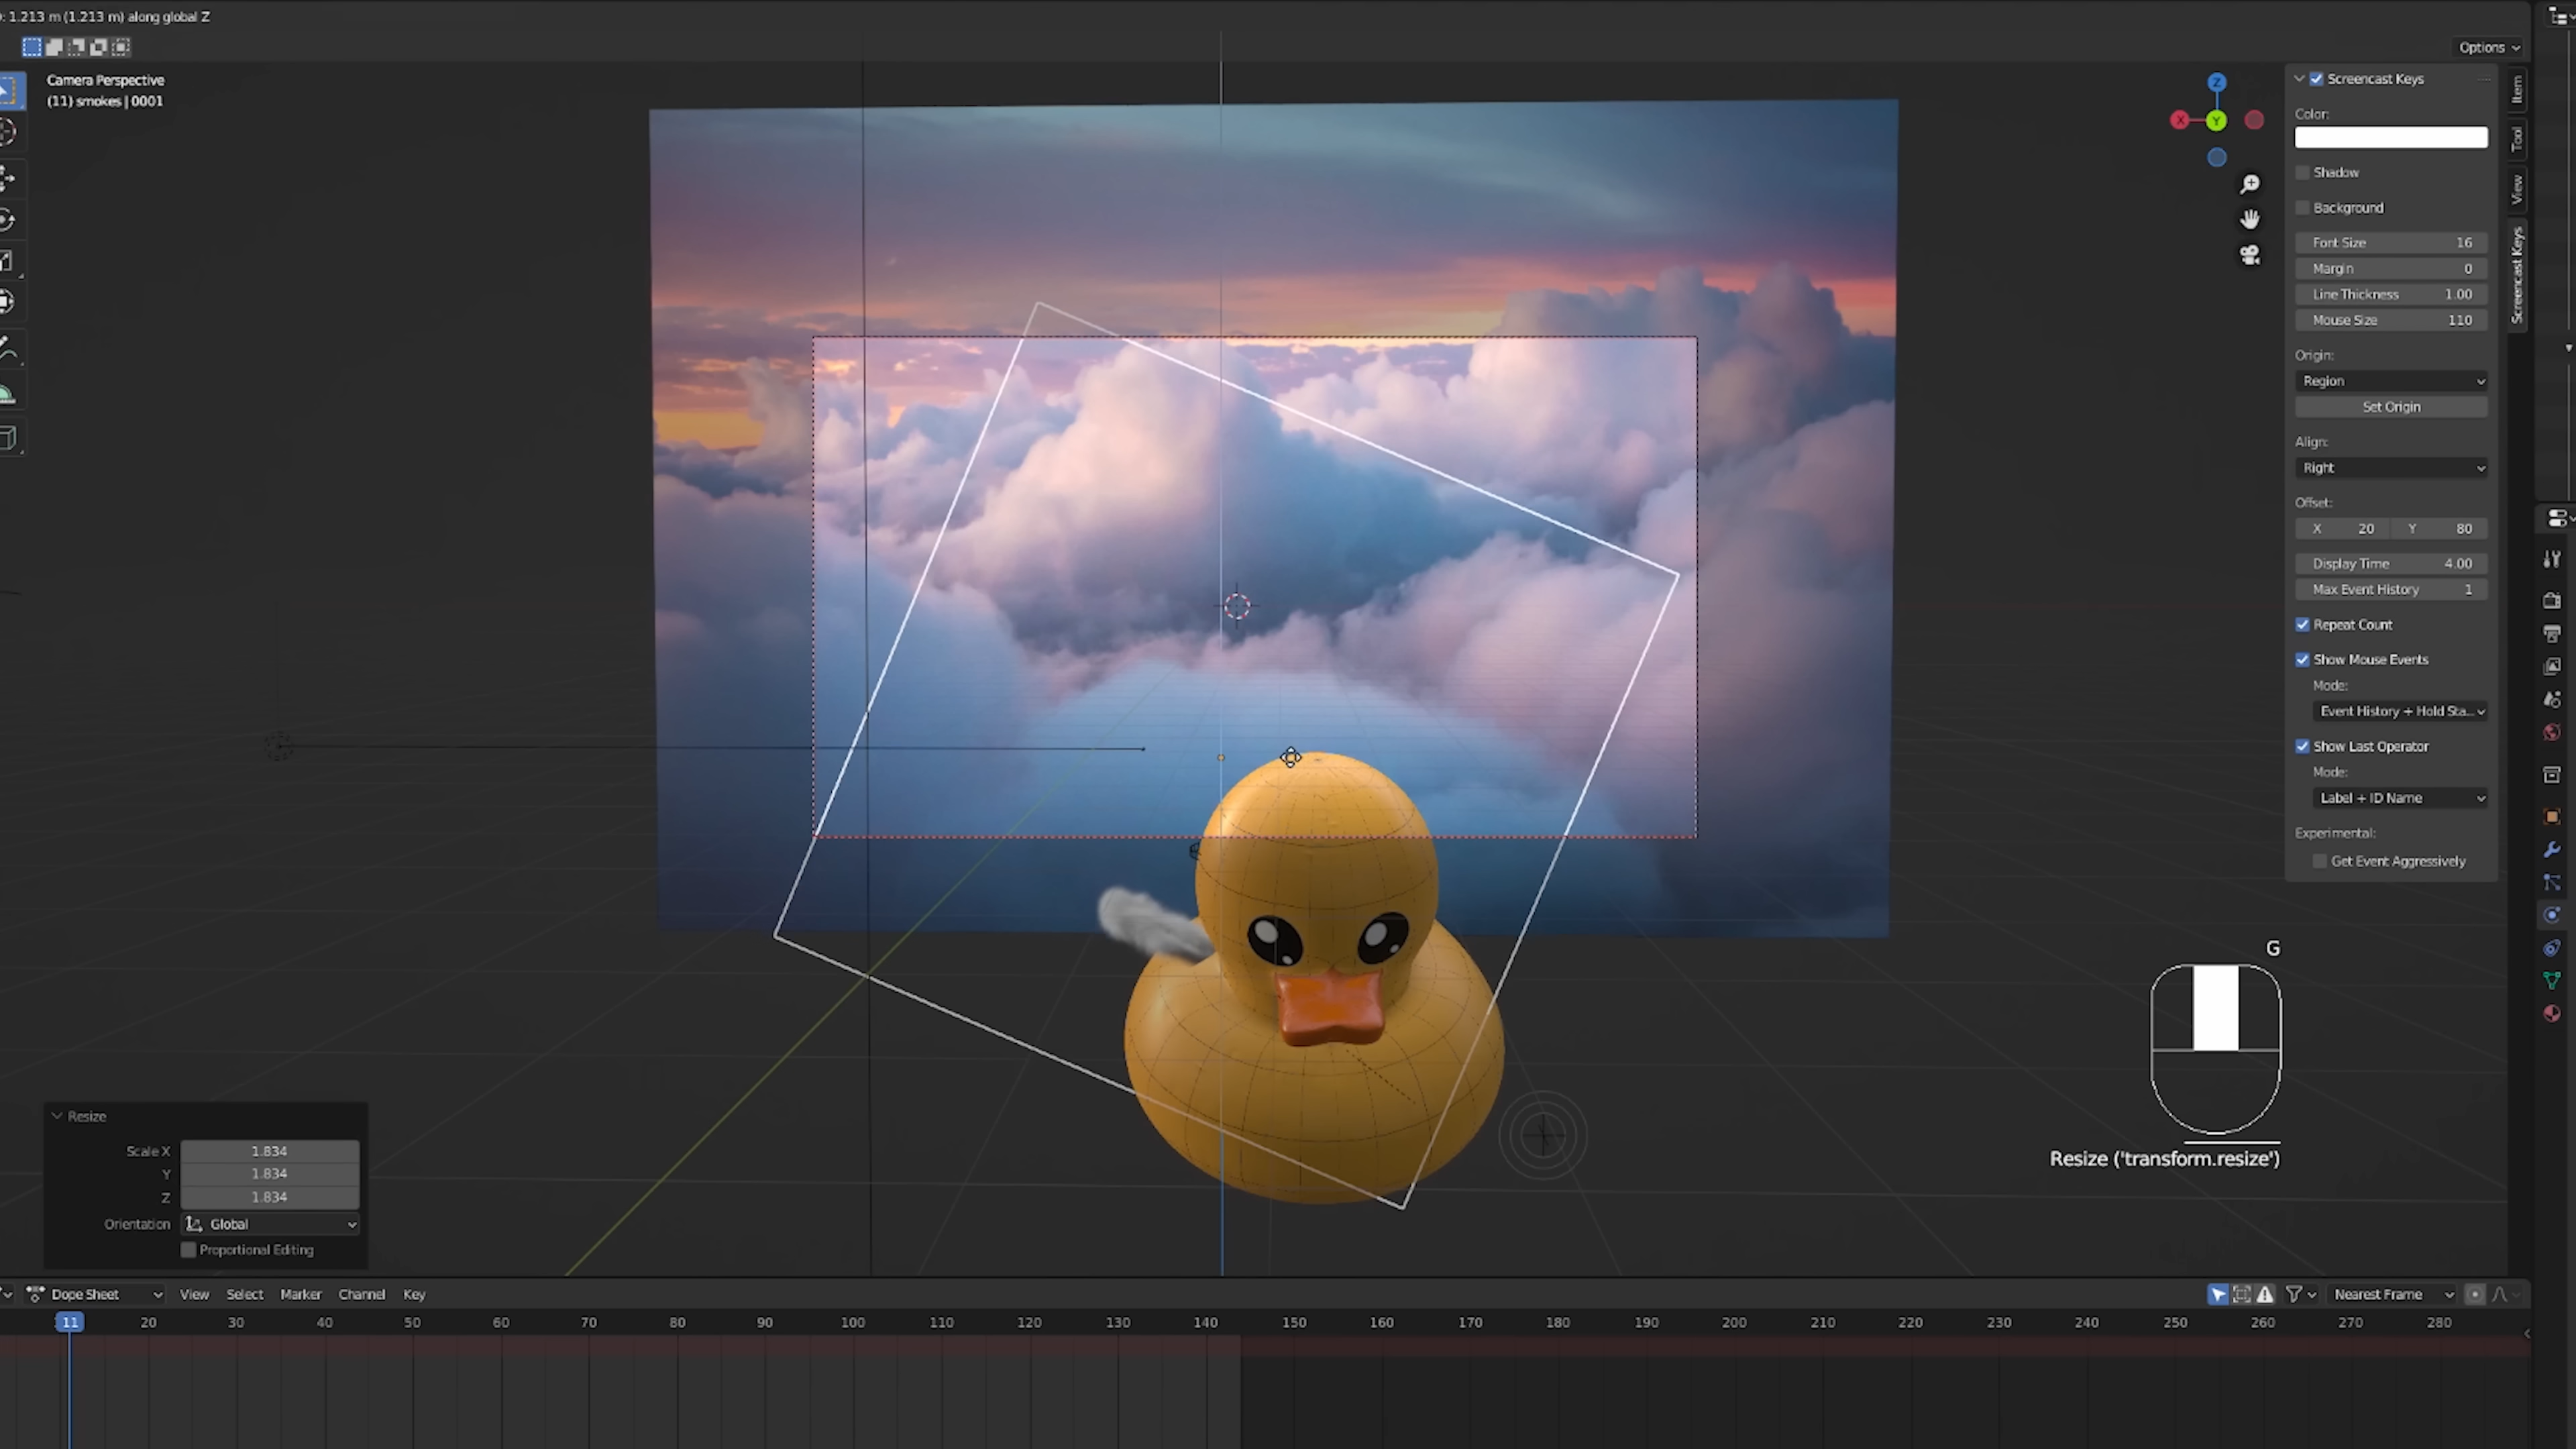 : 1.213 m (1.213 m) along global Z
Options
Camera Perspective
(11) smokes | 0001
Z
X
Y
Screencast Keys
Color:
Shadow
Background
Font Size 16
Margin 0
Line Thickness 1.00
Mouse Size 110
Origin:
Region
Set Origin
Align:
Right
Offset:
X 20 Y 80
Display Time 4.00
Max Event History 1
Repeat Count
Show Mouse Events
Mode:
Event History + Hold Sta...
Show Last Operator
Mode:
Label + ID Name
Experimental:
Get Event Aggressively
Item
Tool
View
Screencast Keys
G
Resize ('transform.resize')
Resize
Scale X 1.834
Y 1.834
Z 1.834
Orientation Global
Proportional Editing
Dope Sheet View Select Marker Channel Key Nearest Frame
11 20 30 40 50 60 70 80 90 100 110 120 130 140 150 160 170 180 190 200 210 220 230 240 250 260 270 280